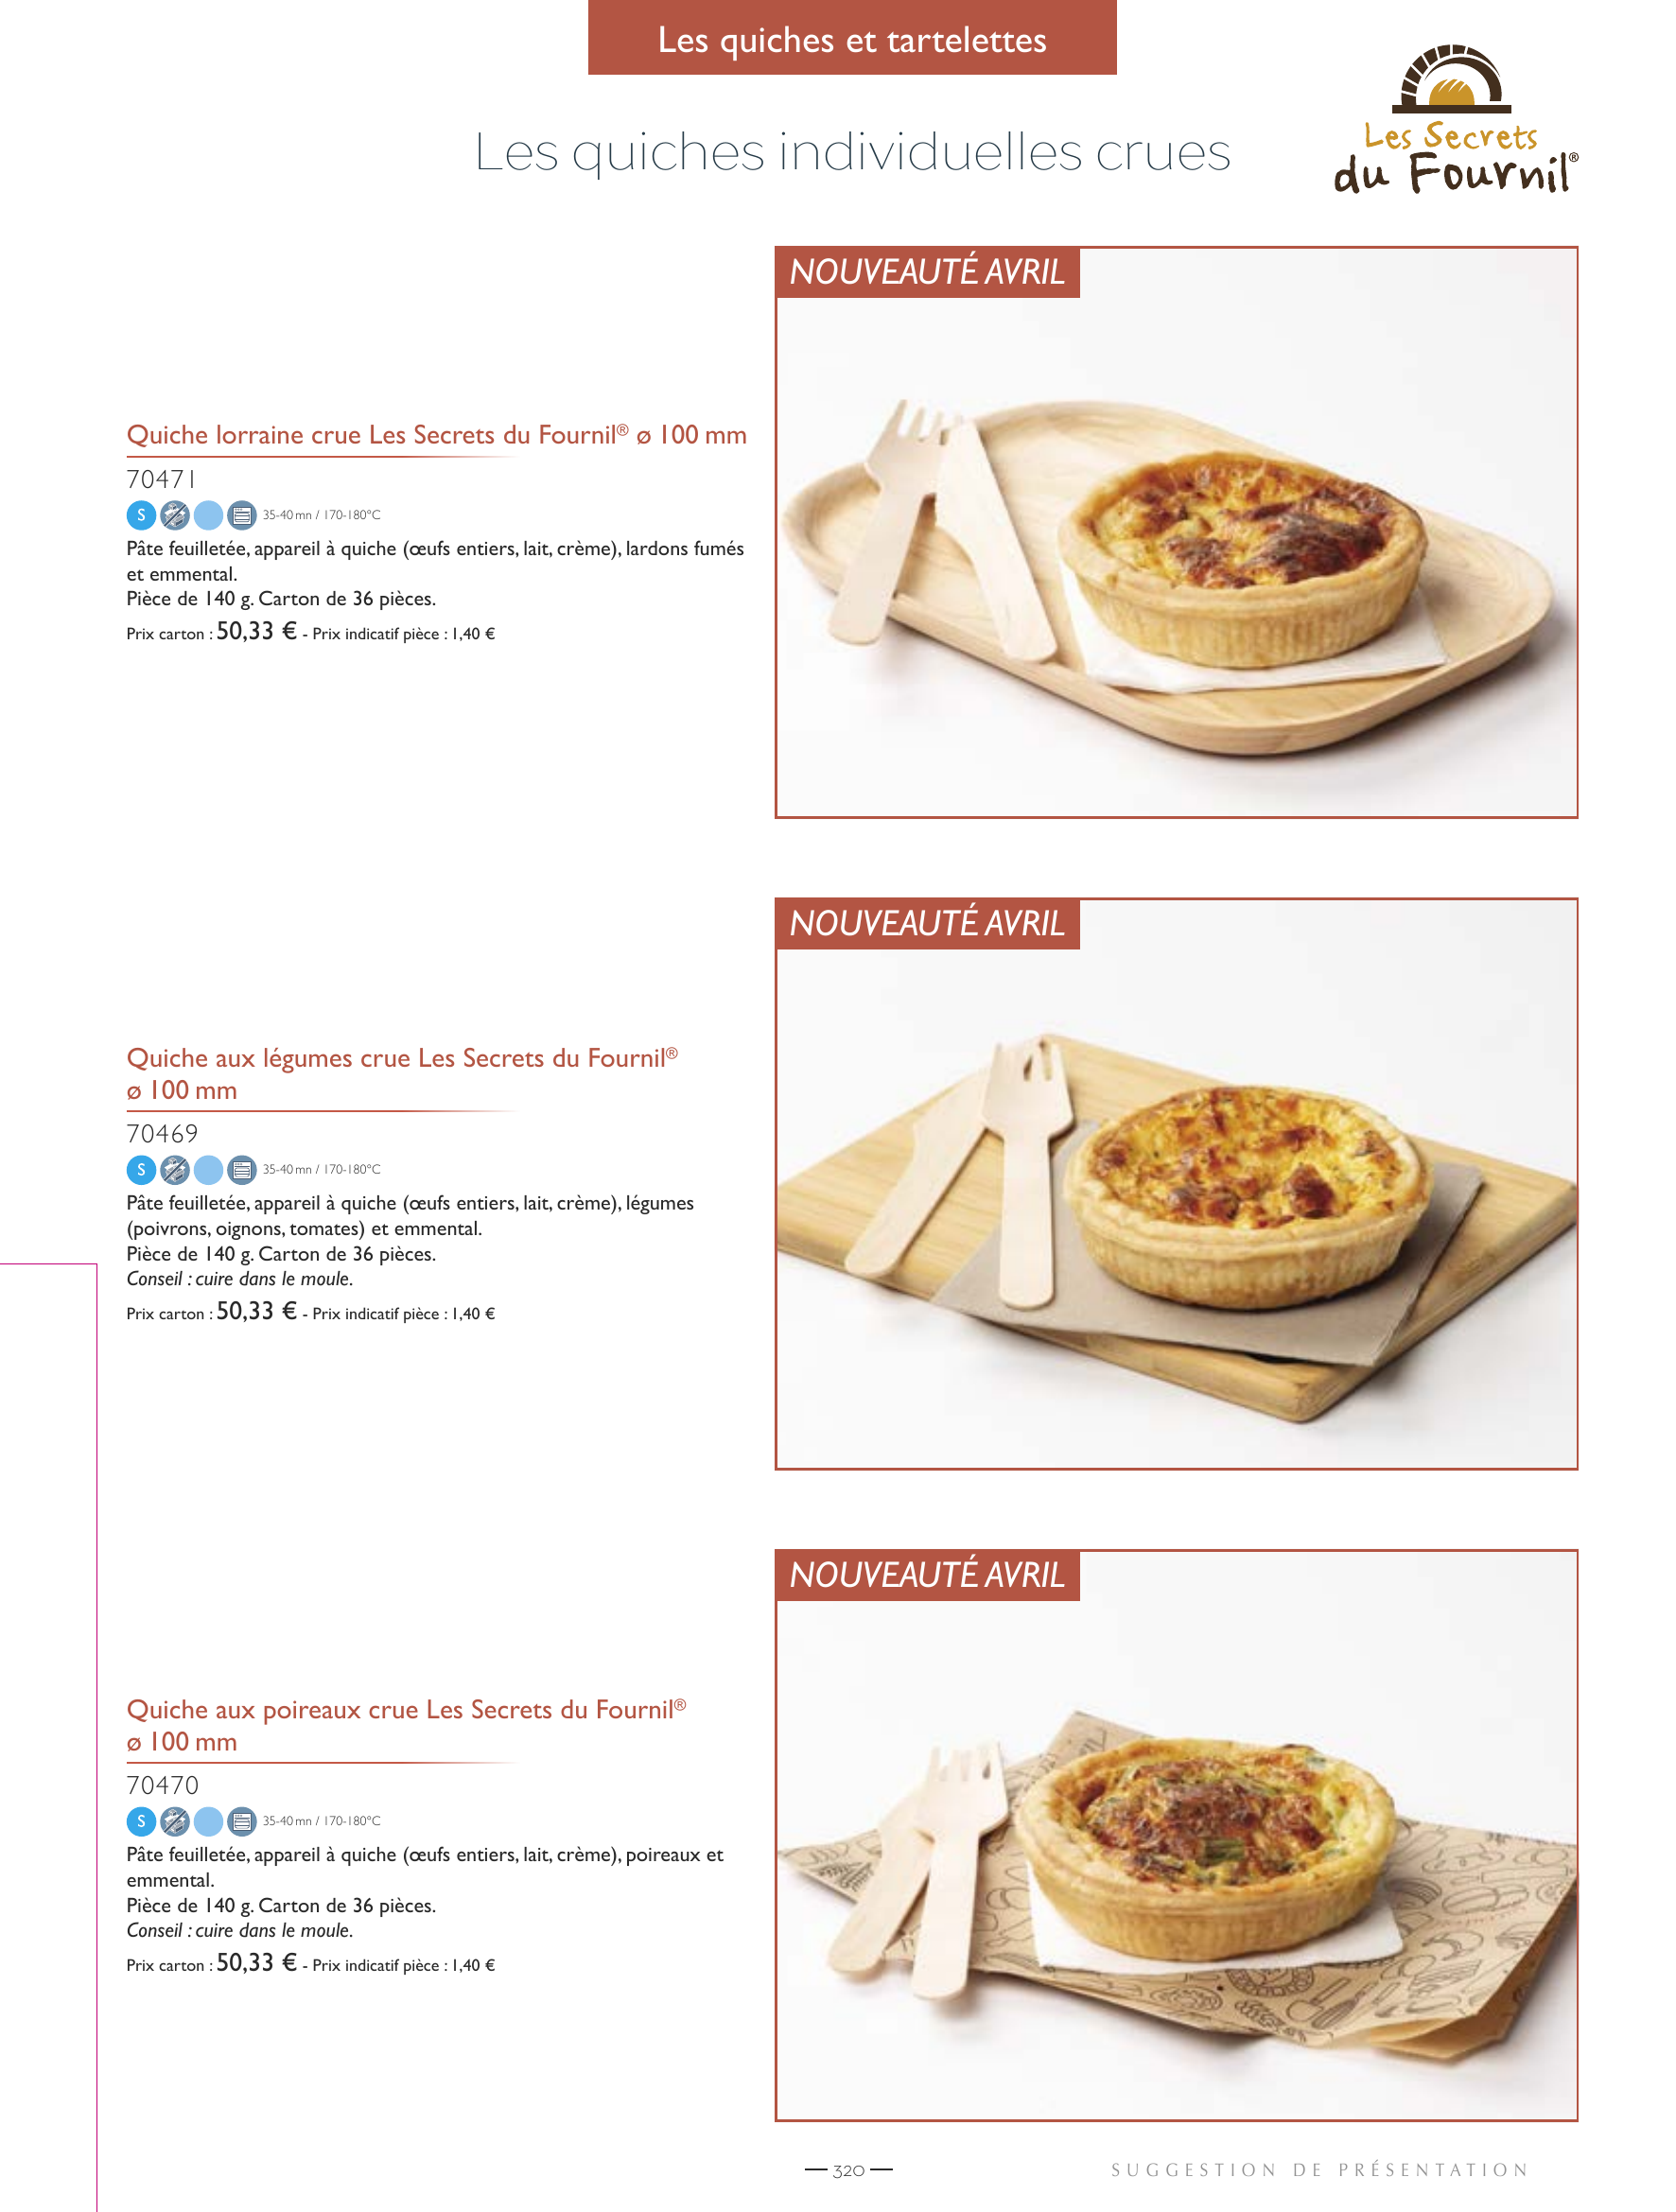 Les quiches et tartelettes
Les quiches individuelles crues
Les Secrets
du Fournil®
NOUVEAUTÉ AVRIL
Quiche lorraine crue Les Secrets du Fournil® ø 100 mm
70471
S 35-40 mn / 170-180°C
Pâte feuilletée, appareil à quiche (œufs entiers, lait, crème), lardons fumés
et emmental.
Pièce de 140 g. Carton de 36 pièces.
Prix carton : 50,33 € - Prix indicatif pièce : 1,40 €
NOUVEAUTÉ AVRIL
Quiche aux légumes crue Les Secrets du Fournil®
ø 100 mm
70469
S 35-40 mn / 170-180°C
Pâte feuilletée, appareil à quiche (œufs entiers, lait, crème), légumes
(poivrons, oignons, tomates) et emmental.
Pièce de 140 g. Carton de 36 pièces.
Conseil : cuire dans le moule.
Prix carton : 50,33 € - Prix indicatif pièce : 1,40 €
NOUVEAUTÉ AVRIL
Quiche aux poireaux crue Les Secrets du Fournil®
ø 100 mm
70470
S 35-40 mn / 170-180°C
Pâte feuilletée, appareil à quiche (œufs entiers, lait, crème), poireaux et
emmental.
Pièce de 140 g. Carton de 36 pièces.
Conseil : cuire dans le moule.
Prix carton : 50,33 € - Prix indicatif pièce : 1,40 €
320
SUGGESTION DE PRÉSENTATION